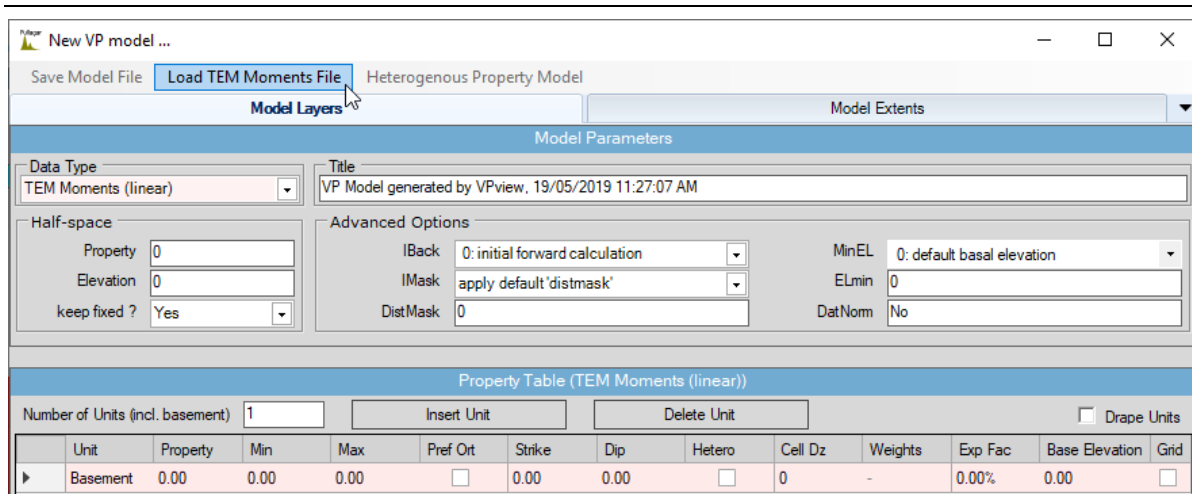 New VP model ...
Save Model File Load TEM Moments File Heterogenous Property Model
Model Layers Model Extents
Model Parameters
Data Type Title
TEM Moments (linear) VP Model generated by VPview, 19/05/2019 11:27:07 AM
Half-space Advanced Options
Property 0 IBack 0: initial forward calculation MinEL 0: default basal elevation
Elevation 0 IMask apply default 'distmask' ELmin 0
keep fixed ? Yes DistMask 0 DatNorm No
Property Table (TEM Moments (linear))
Number of Units (incl. basement) 1 Insert Unit Delete Unit Drape Units
Unit Property Min Max Pref Ort Strike Dip Hetero Cell Dz Weights Exp Fac Base Elevation Grid
Basement 0.00 0.00 0.00 0.00 0.00 0 - 0.00% 0.00